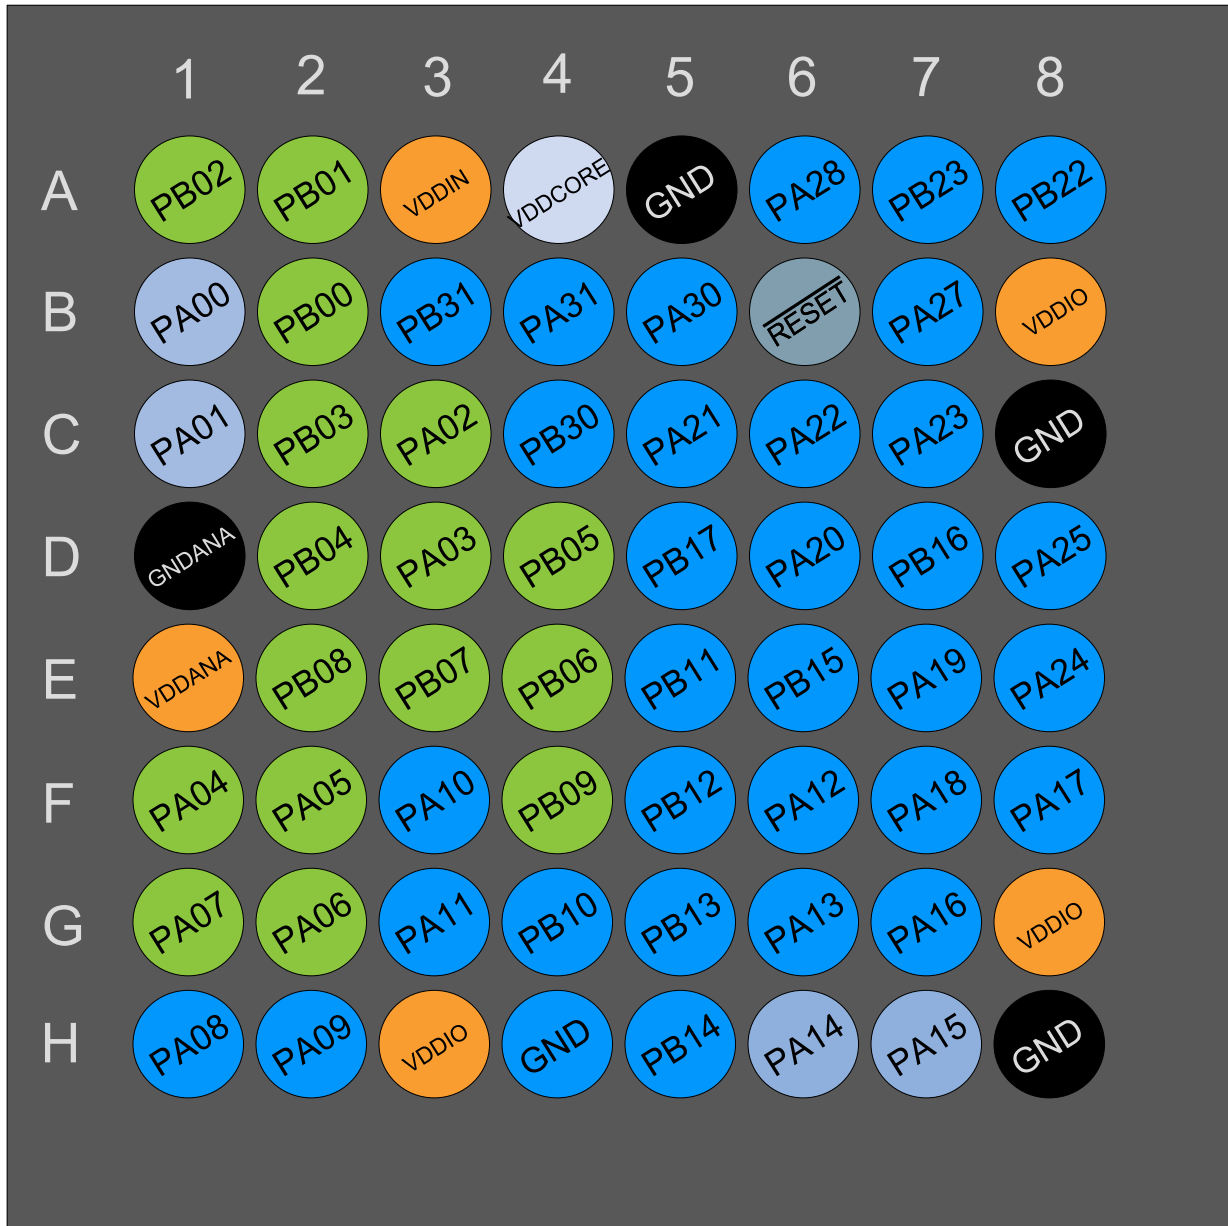 1 2 3 4 5 6 7 8
A PB02 PB01 VDDIN VDDCORE GND PA28 PB23 PB22
B PA00 PB00 PB31 PA31 PA30 RESET PA27 VDDIO
C PA01 PB03 PA02 PB30 PA21 PA22 PA23 GND
D GNDANA PB04 PA03 PB05 PB17 PA20 PB16 PA25
E VDDANA PB08 PB07 PB06 PB11 PB15 PA19 PA24
F PA04 PA05 PA10 PB09 PB12 PA12 PA18 PA17
G PA07 PA06 PA11 PB10 PB13 PA13 PA16 VDDIO
H PA08 PA09 VDDIO GND PB14 PA14 PA15 GND